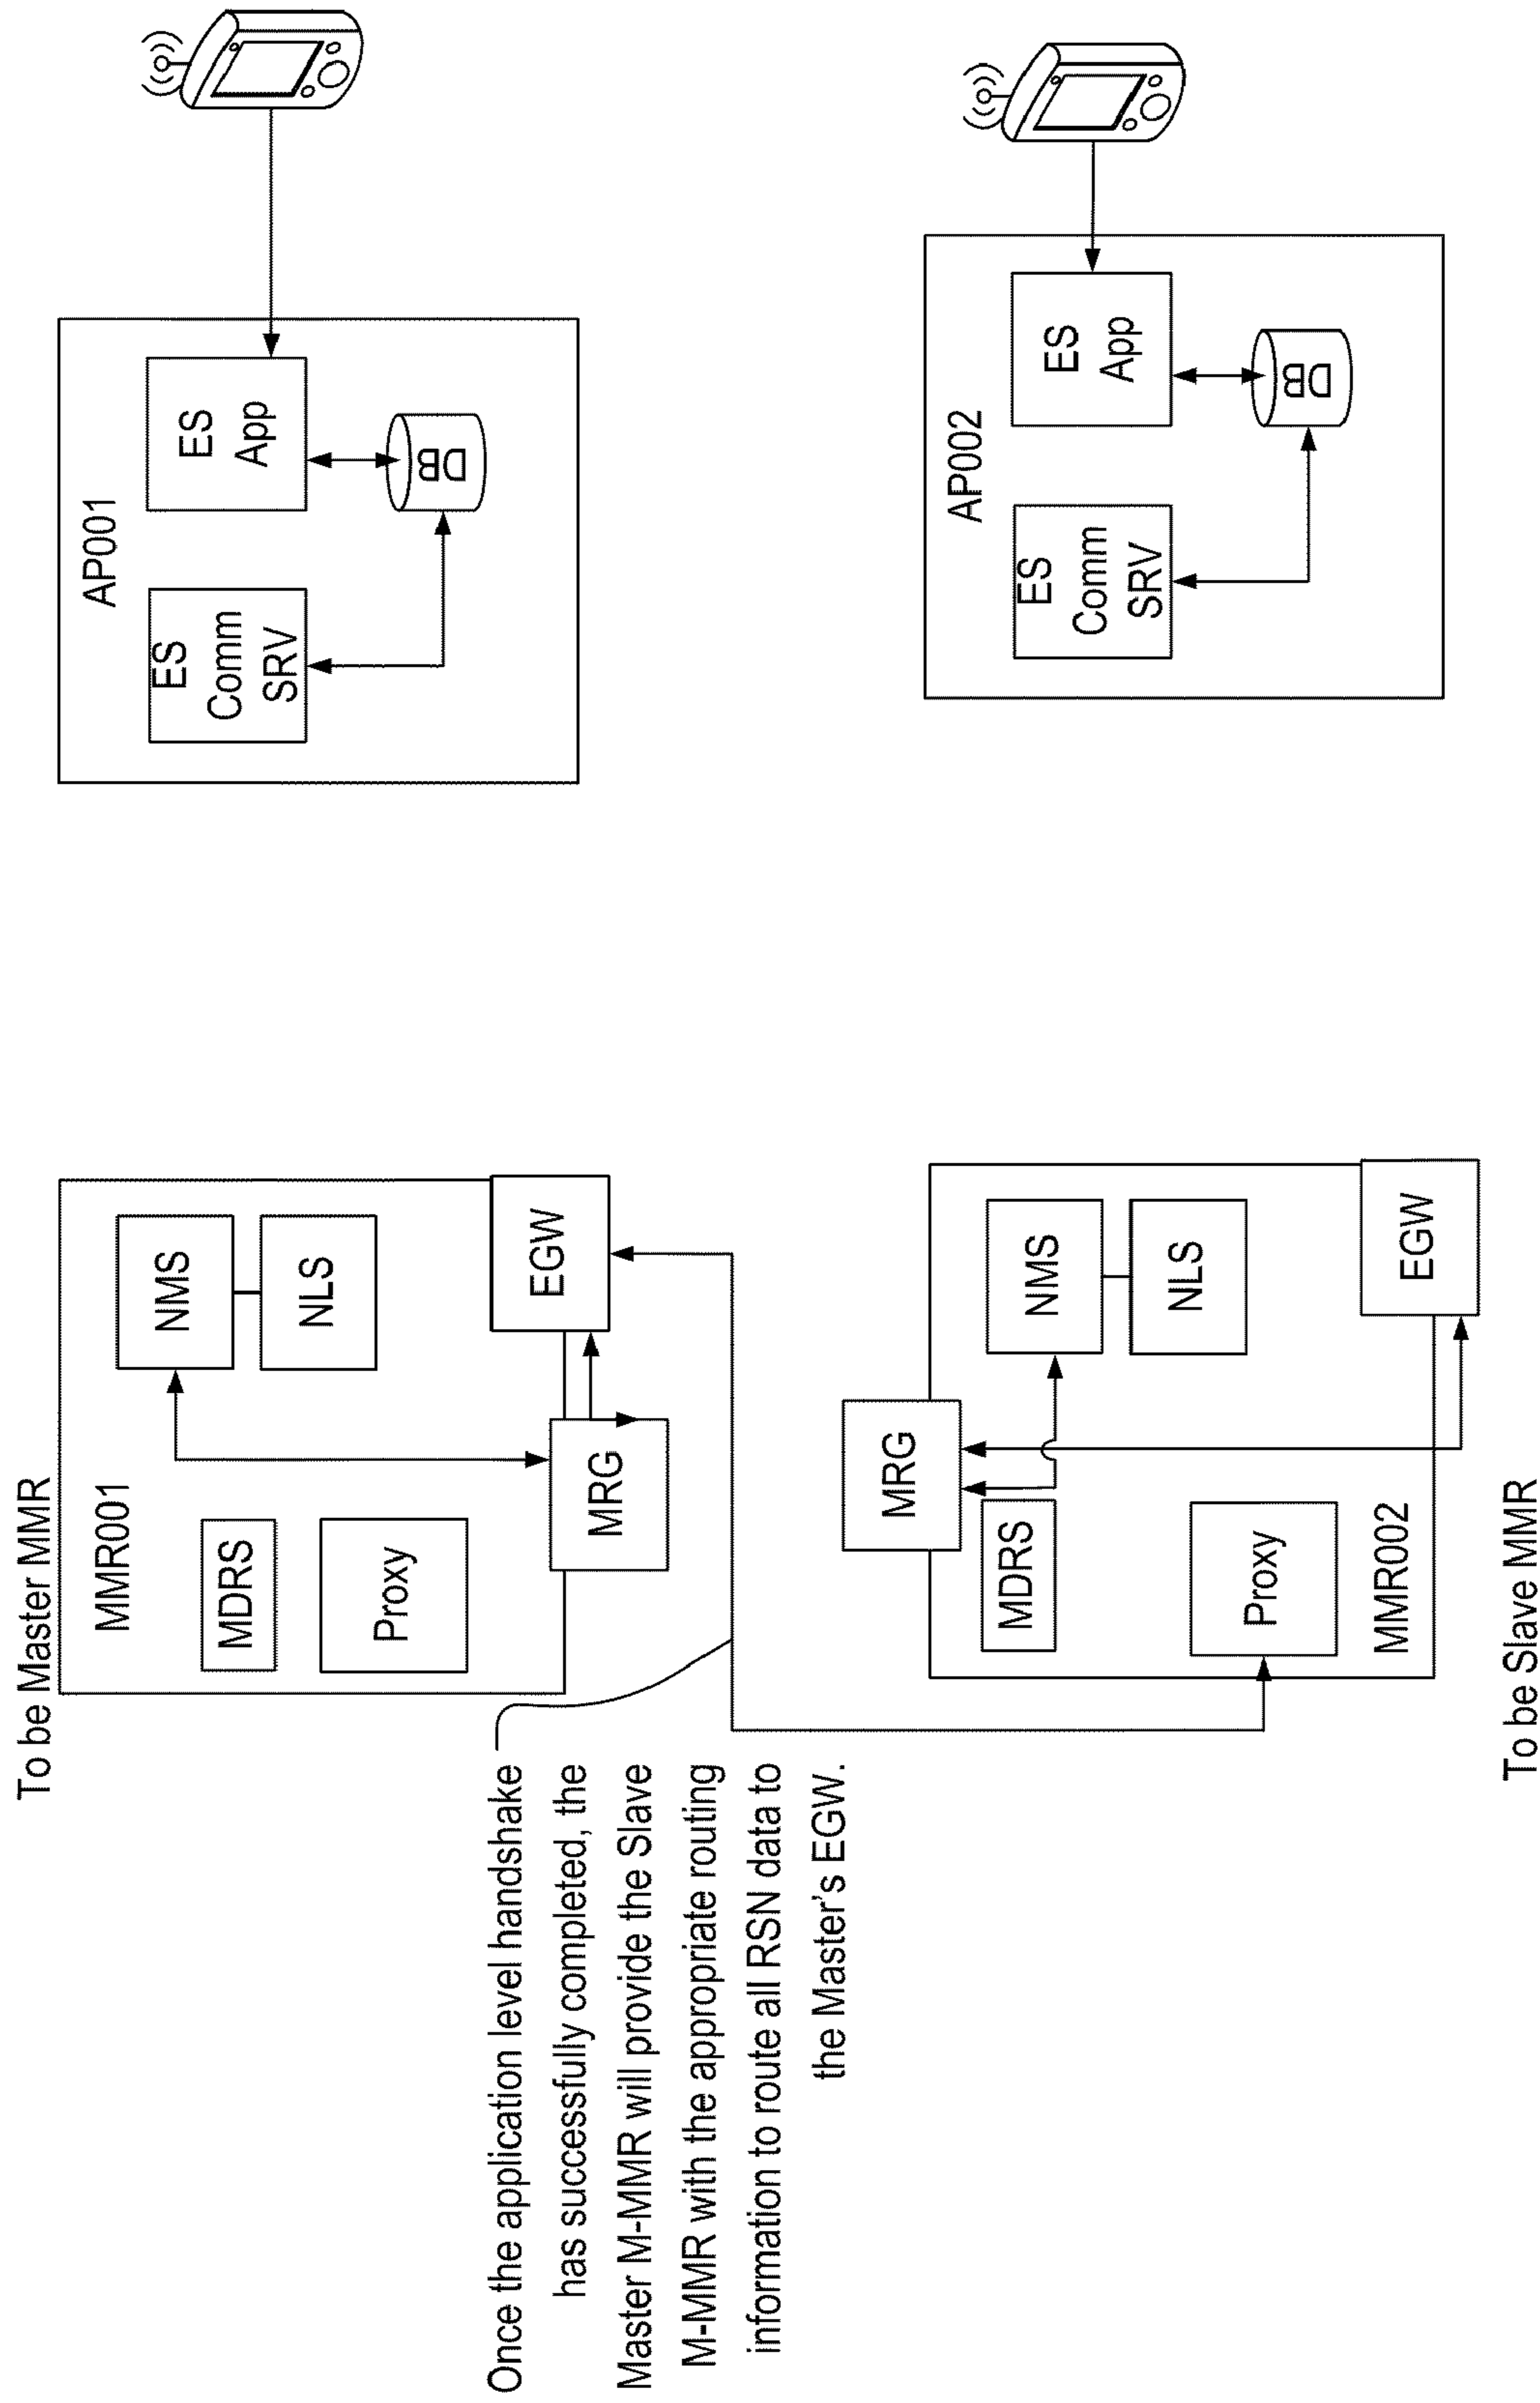 To be Master MMR
MMR001
MDRS
Proxy
NMS
NLS
MRG
EGW
AP001
ES
Comm
SRV
ES
App
DB
Once the application level handshake
has successfully completed, the
Master M-MMR will provide the Slave
M-MMR with the appropriate routing
information to route all RSN data to
the Master's EGW.
MRG
MDRS
NMS
NLS
Proxy
EGW
MMR002
To be Slave MMR
AP002
ES
Comm
SRV
ES
App
DB